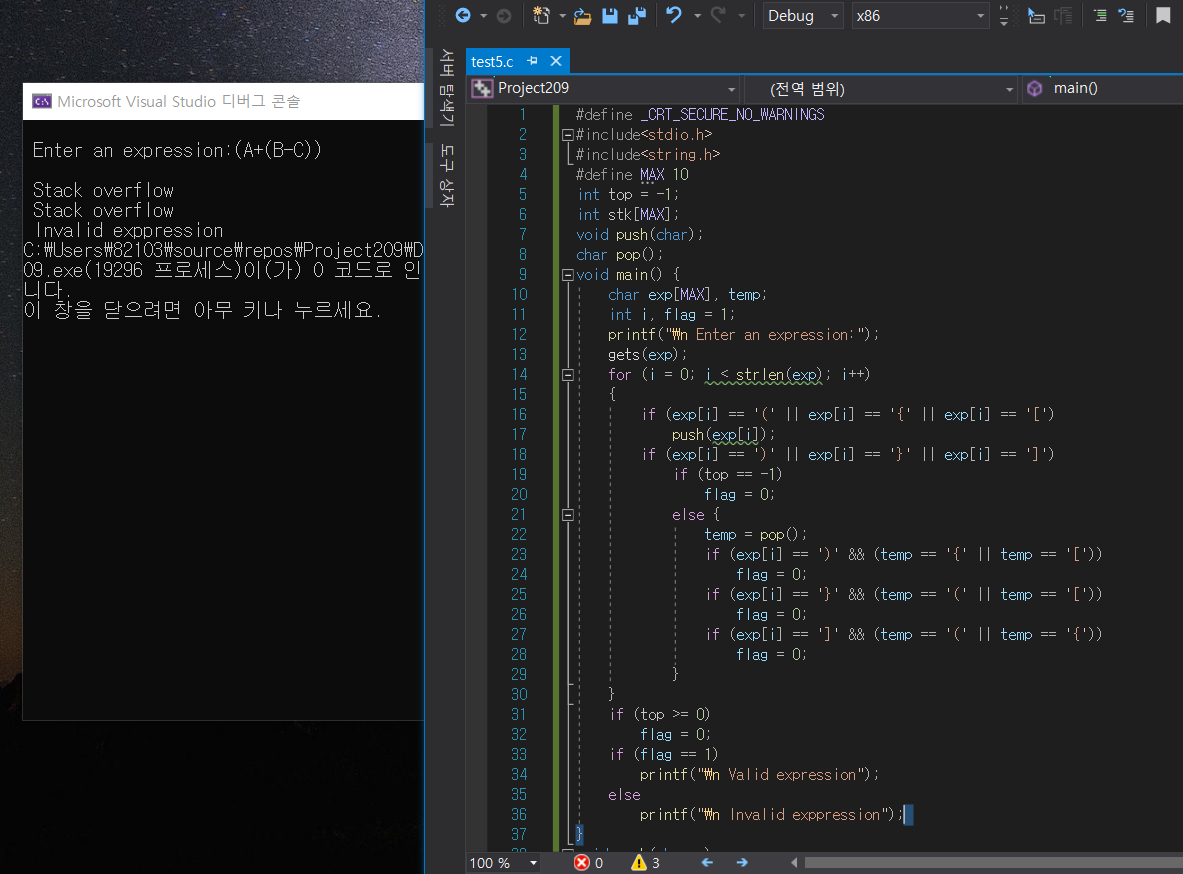 Debug
x86
서버 탐색기
도구 상자
test5.c
Project209
(전역 범위)
main()
Microsoft Visual Studio 디버그 콘솔
Enter an expression:(A+(B-C))
Stack overflow
Stack overflow
Invalid exppression
C:\Users\82103\source\repos\Project209\D
09.exe(19296 프로세스)이(가) 0 코드로 인
니다.
이 창을 닫으려면 아무 키나 누르세요.
1 #define _CRT_SECURE_NO_WARNINGS
2 #include<stdio.h>
3 #include<string.h>
4 #define MAX 10
5 int top = -1;
6 int stk[MAX];
7 void push(char);
8 char pop();
9 void main() {
10 char exp[MAX], temp;
11 int i, flag = 1;
12 printf("\n Enter an expression:");
13 gets(exp);
14 for (i = 0; i < strlen(exp); i++)
15 {
16 if (exp[i] == '(' || exp[i] == '{' || exp[i] == '[')
17 push(exp[i]);
18 if (exp[i] == ')' || exp[i] == '}' || exp[i] == ']')
19 if (top == -1)
20 flag = 0;
21 else {
22 temp = pop();
23 if (exp[i] == ')' && (temp == '{' || temp == '['))
24 flag = 0;
25 if (exp[i] == '}' && (temp == '(' || temp == '['))
26 flag = 0;
27 if (exp[i] == ']' && (temp == '(' || temp == '{'))
28 flag = 0;
29 }
30 }
31 if (top >= 0)
32 flag = 0;
33 if (flag == 1)
34 printf("\n Valid expression");
35 else
36 printf("\n Invalid exppression");
37 }
100 %
0
3